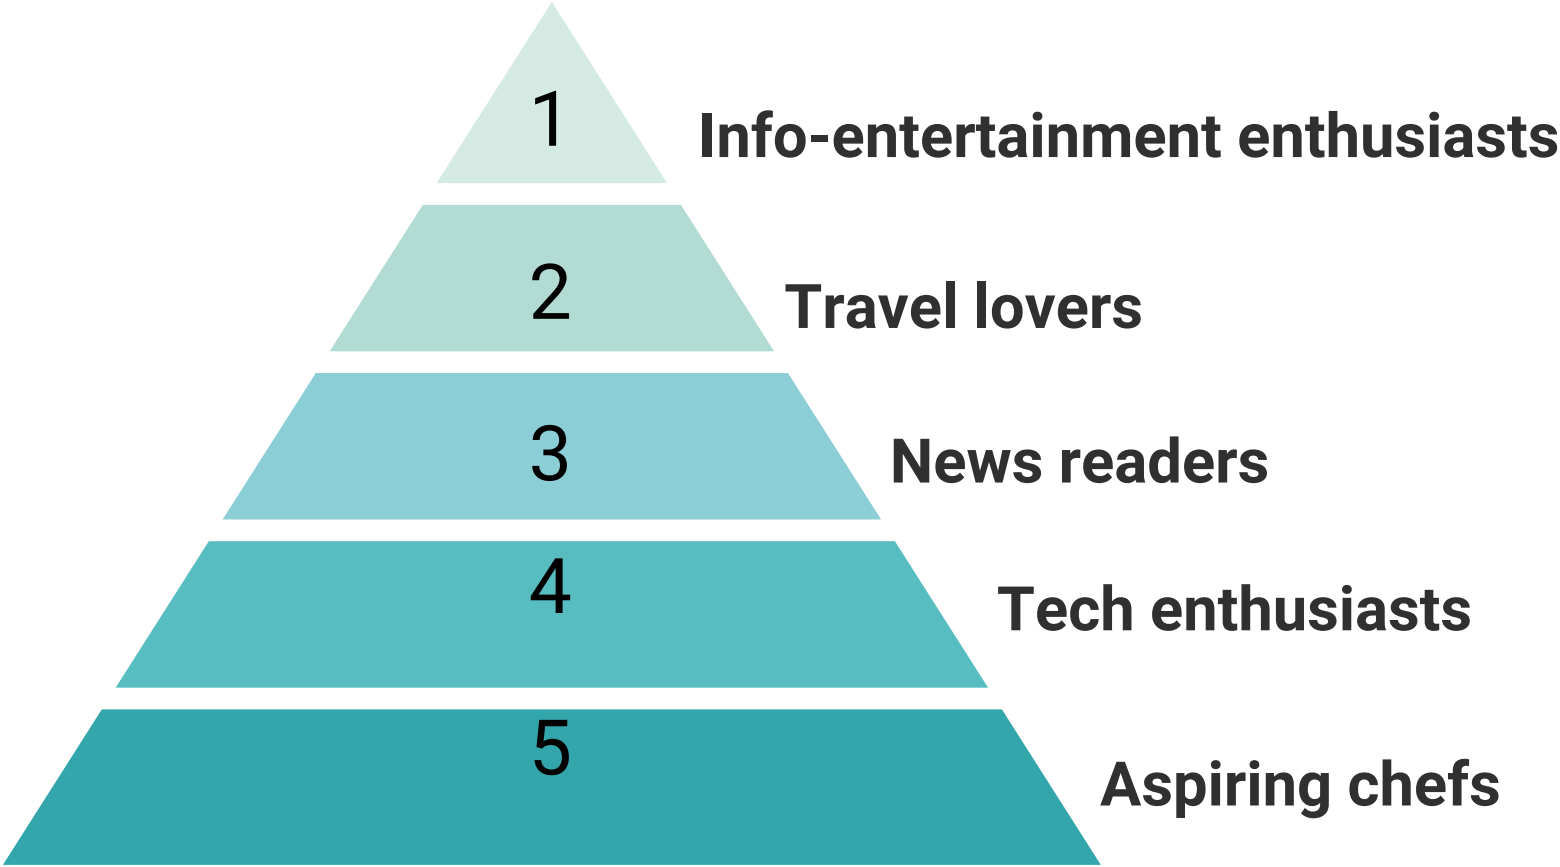 1
Info-entertainment enthusiasts
2
Travel lovers
3
News readers
4
Tech enthusiasts
5
Aspiring chefs